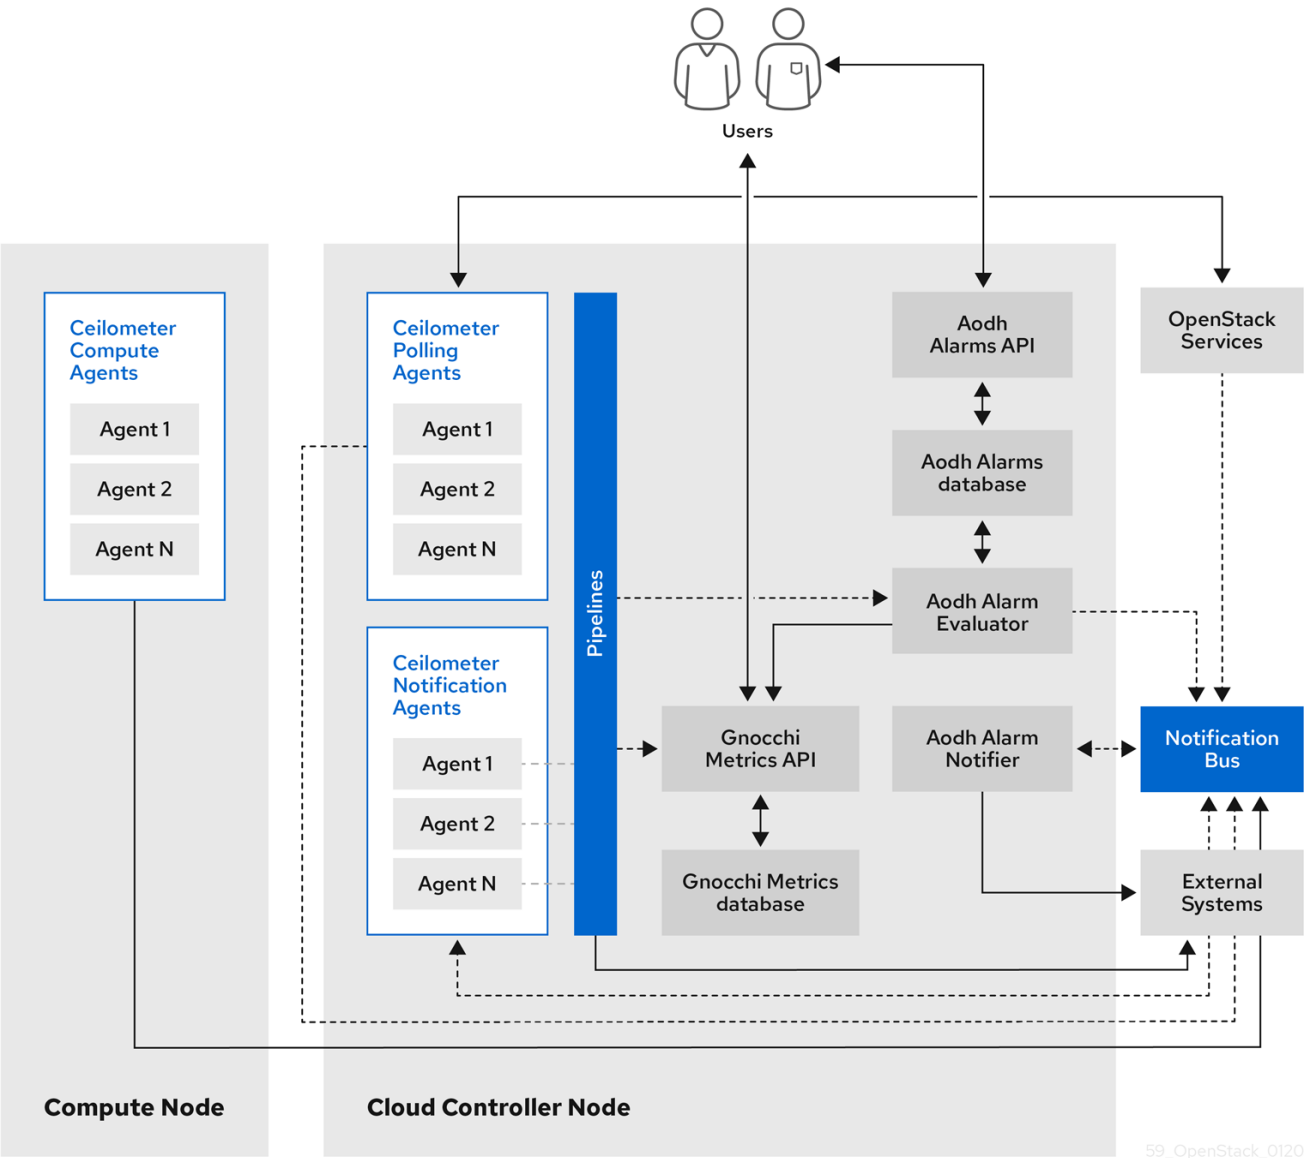 Users
Ceilometer
Compute
Agents
Agent 1
Agent 2
Agent N
Compute Node
Ceilometer
Polling
Agents
Agent 1
Agent 2
Agent N
Ceilometer
Notification
Agents
Agent 1
Agent 2
Agent N
Pipelines
Gnocchi
Metrics API
Gnocchi Metrics
database
Aodh
Alarms API
Aodh Alarms
database
Aodh Alarm
Evaluator
Aodh Alarm
Notifier
Cloud Controller Node
OpenStack
Services
Notification
Bus
External
Systems
59_OpenStack_0120